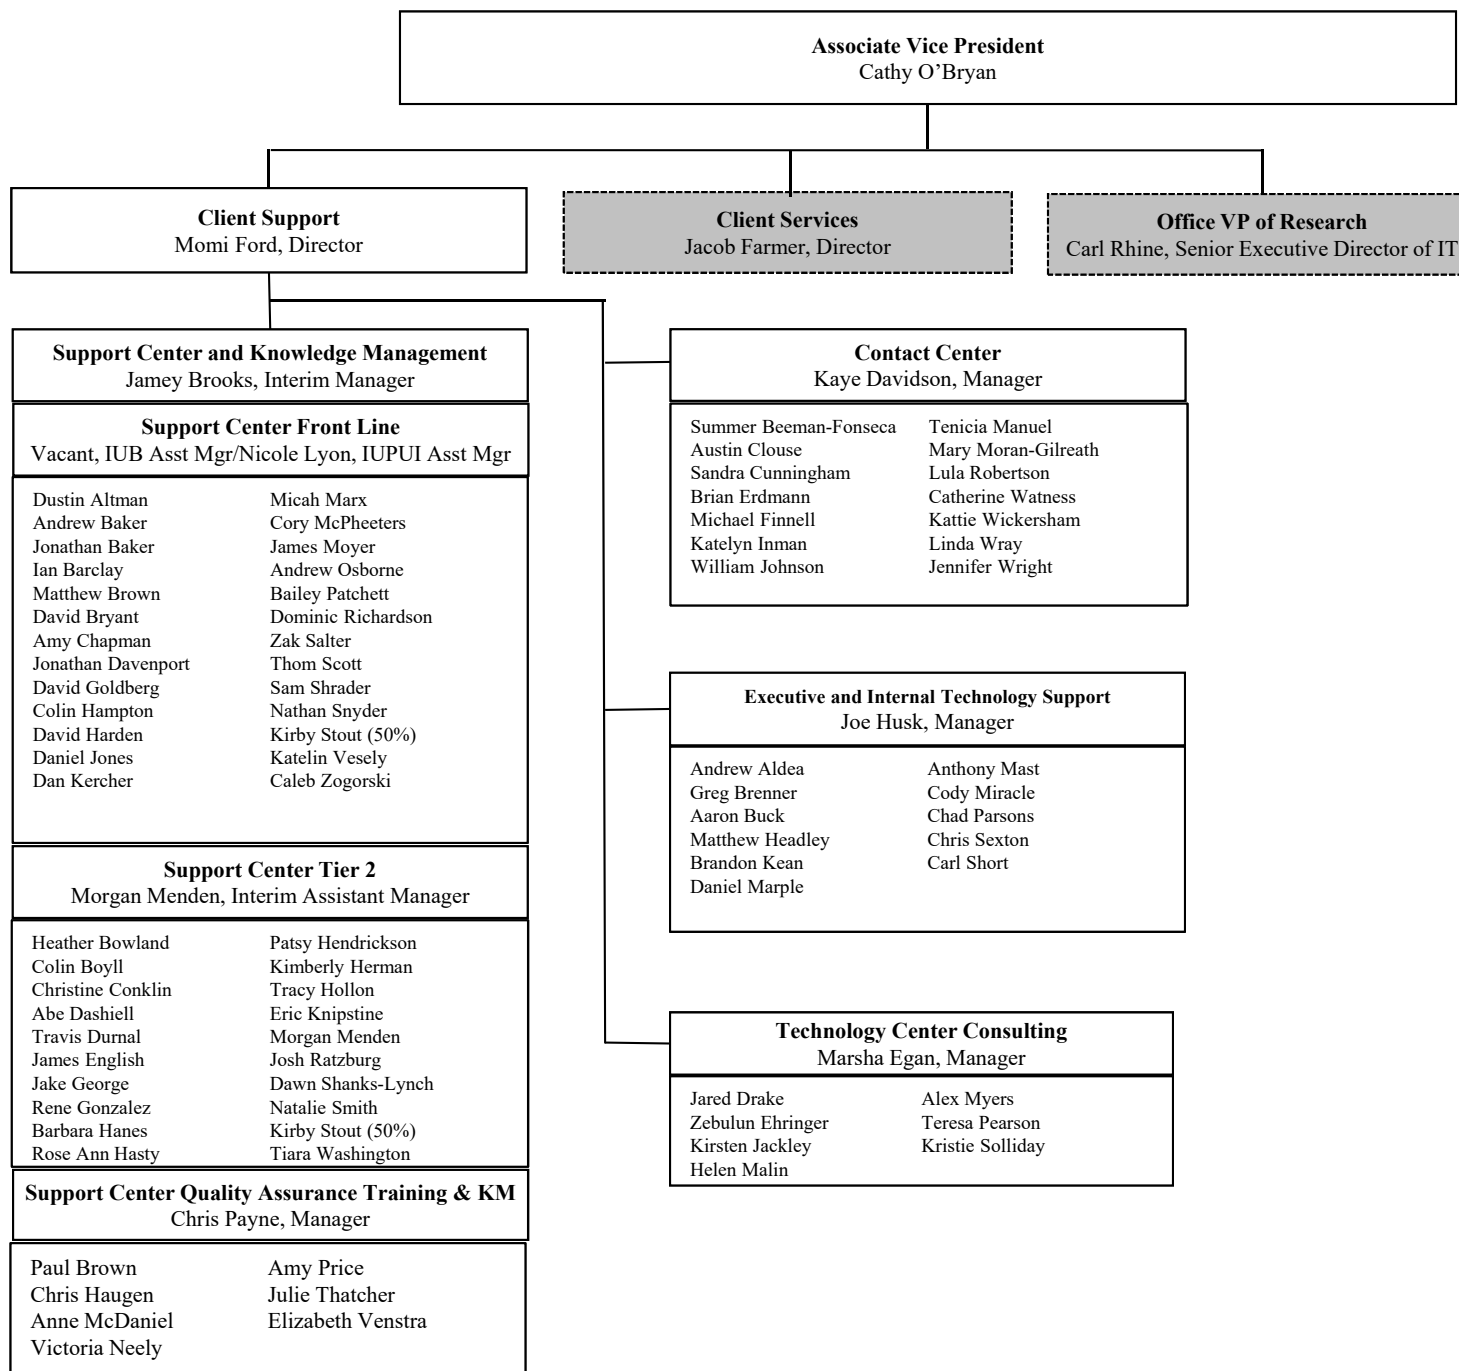 Associate Vice President
Cathy O’Bryan
Client Support
Momi Ford, Director
Client Services
Jacob Farmer, Director
Office VP of Research
Carl Rhine, Senior Executive Director of IT
Support Center and Knowledge Management
Jamey Brooks, Interim Manager
Support Center Front Line
Vacant, IUB Asst Mgr/Nicole Lyon, IUPUI Asst Mgr
Dustin Altman
Andrew Baker
Jonathan Baker
Ian Barclay
Matthew Brown
David Bryant
Amy Chapman
Jonathan Davenport
David Goldberg
Colin Hampton
David Harden
Daniel Jones
Dan Kercher
Micah Marx
Cory McPheeters
James Moyer
Andrew Osborne
Bailey Patchett
Dominic Richardson
Zak Salter
Thom Scott
Sam Shrader
Nathan Snyder
Kirby Stout (50%)
Katelin Vesely
Caleb Zogorski
Support Center Tier 2
Morgan Menden, Interim Assistant Manager
Heather Bowland
Colin Boyll
Christine Conklin
Abe Dashiell
Travis Durnal
James English
Jake George
Rene Gonzalez
Barbara Hanes
Rose Ann Hasty
Patsy Hendrickson
Kimberly Herman
Tracy Hollon
Eric Knipstine
Morgan Menden
Josh Ratzburg
Dawn Shanks-Lynch
Natalie Smith
Kirby Stout (50%)
Tiara Washington
Support Center Quality Assurance Training & KM
Chris Payne, Manager
Paul Brown
Chris Haugen
Anne McDaniel
Victoria Neely
Amy Price
Julie Thatcher
Elizabeth Venstra
Contact Center
Kaye Davidson, Manager
Summer Beeman-Fonseca
Austin Clouse
Sandra Cunningham
Brian Erdmann
Michael Finnell
Katelyn Inman
William Johnson
Tenicia Manuel
Mary Moran-Gilreath
Lula Robertson
Catherine Watness
Kattie Wickersham
Linda Wray
Jennifer Wright
Executive and Internal Technology Support
Joe Husk, Manager
Andrew Aldea
Greg Brenner
Aaron Buck
Matthew Headley
Brandon Kean
Daniel Marple
Anthony Mast
Cody Miracle
Chad Parsons
Chris Sexton
Carl Short
Technology Center Consulting
Marsha Egan, Manager
Jared Drake
Zebulun Ehringer
Kirsten Jackley
Helen Malin
Alex Myers
Teresa Pearson
Kristie Solliday